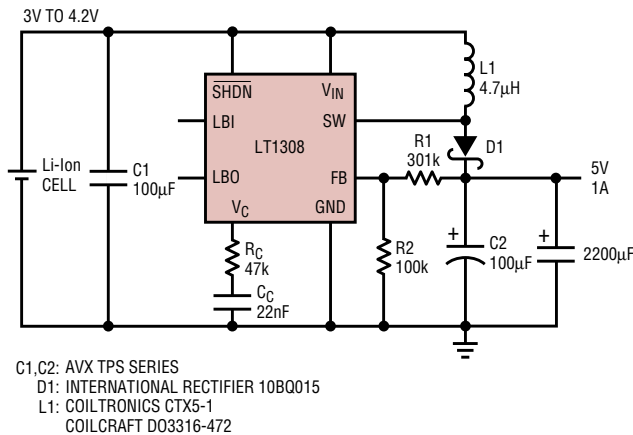 3V TO 4.2V
L1
4.7µH
SHDN
VIN
LBI
SW
LT1308
R1
301k
D1
Li-Ion
CELL
C1
100µF
LBO
FB
5V
1A
VC
GND
RC
47k
R2
100k
+
C2
100µF
+
2200µF
CC
22nF
C1,C2: AVX TPS SERIES
D1: INTERNATIONAL RECTIFIER 10BQ015
L1: COILTRONICS CTX5-1
COILCRAFT DO3316-472